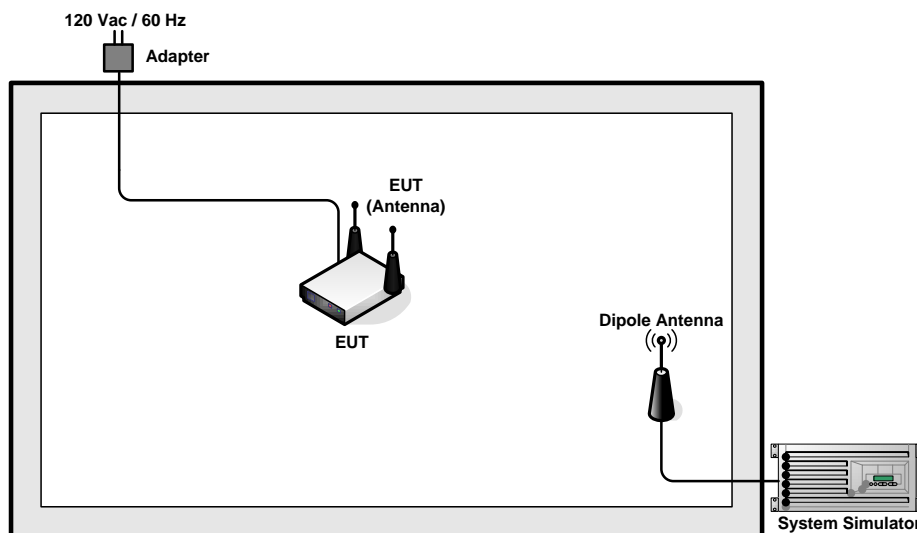 120 Vac / 60 Hz
Adapter
EUT
(Antenna)
EUT
Dipole Antenna
System Simulator